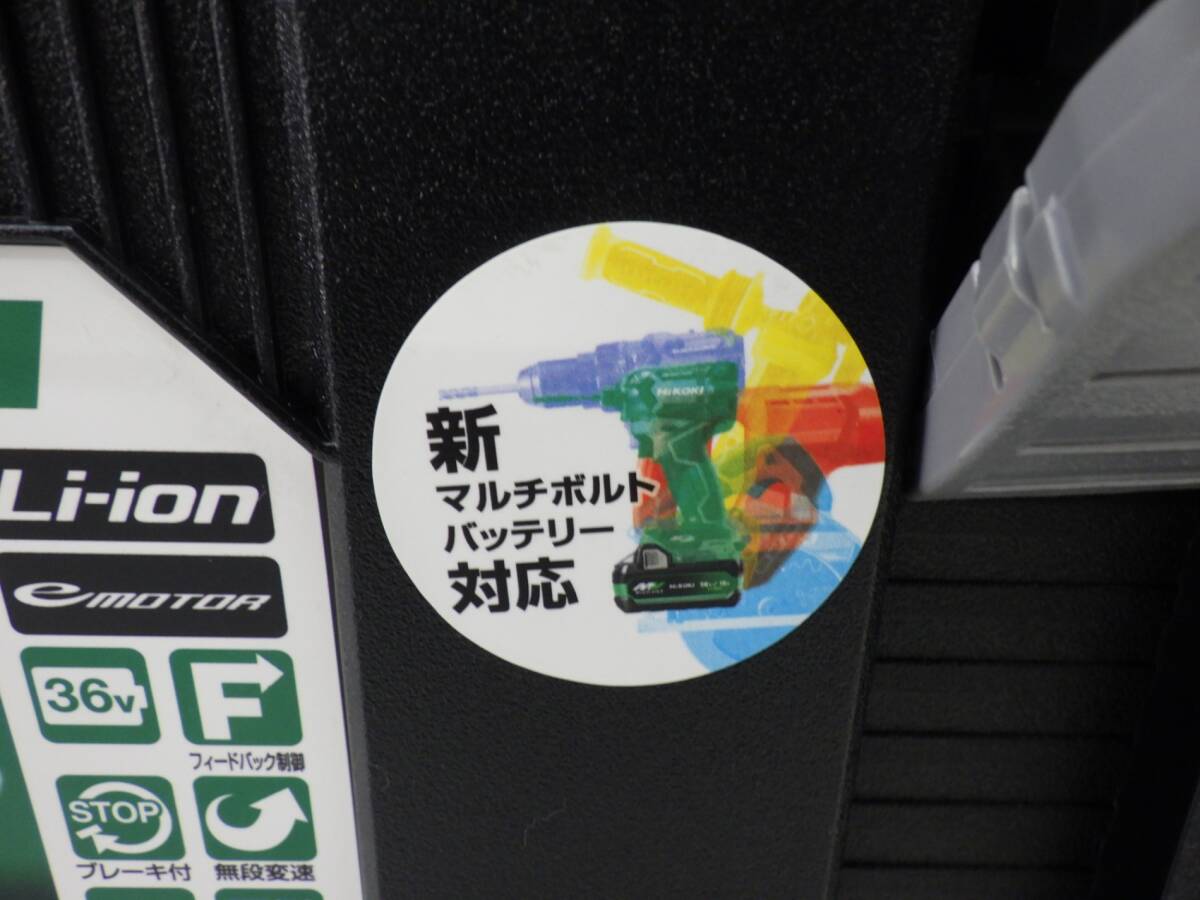 Li-ion
eMOTOR
36v
F
フィードバック制御
STOP
ブレーキ付
無段変速
HiKOKI
新
マルチボルト
バッテリー
対応
HiKOKI